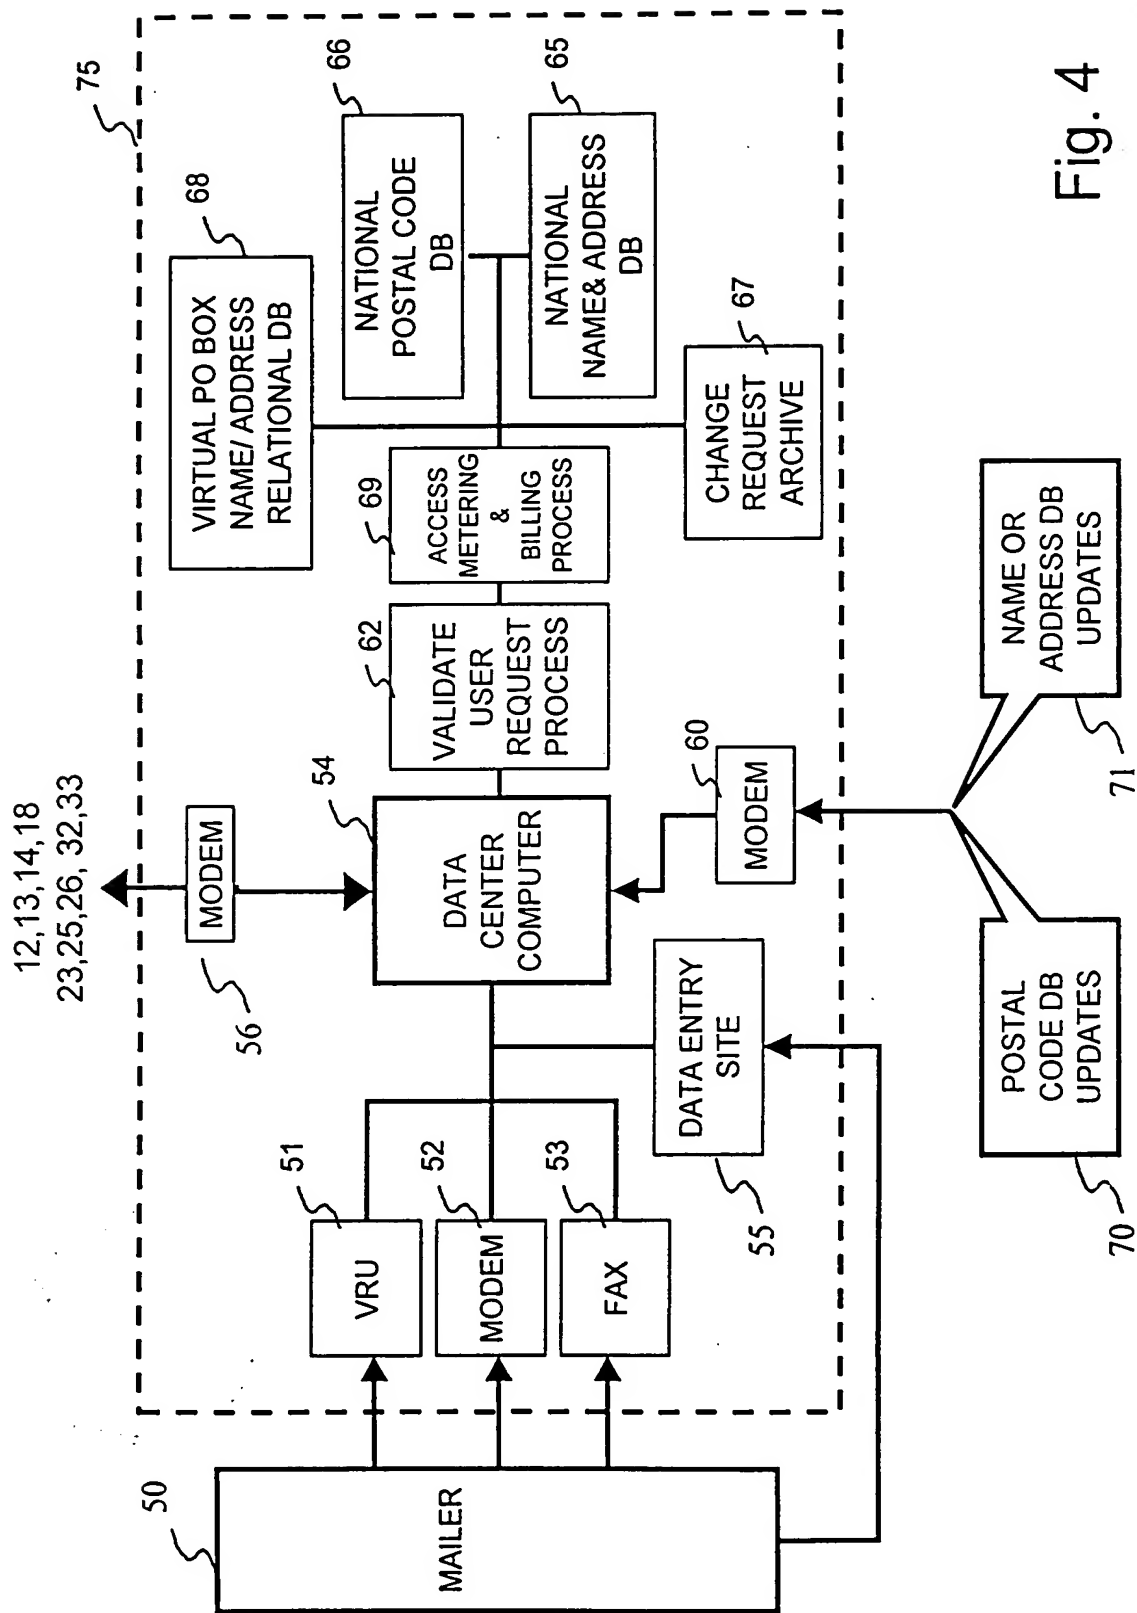 12,13,14,18
23,25,26, 32,33
75
68
VIRTUAL PO BOX
NAME/ ADDRESS
RELATIONAL DB
66
NATIONAL
POSTAL CODE
DB
65
NATIONAL
NAME& ADDRESS
DB
67
CHANGE
REQUEST
ARCHIVE
69
ACCESS
METERING
&
BILLING
PROCESS
62
VALIDATE
USER
REQUEST
PROCESS
54
DATA
CENTER
COMPUTER
56
MODEM
60
MODEM
51
VRU
52
MODEM
53
FAX
55
DATA ENTRY
SITE
50
MAILER
70
POSTAL
CODE DB
UPDATES
71
NAME OR
ADDRESS DB
UPDATES
Fig. 4